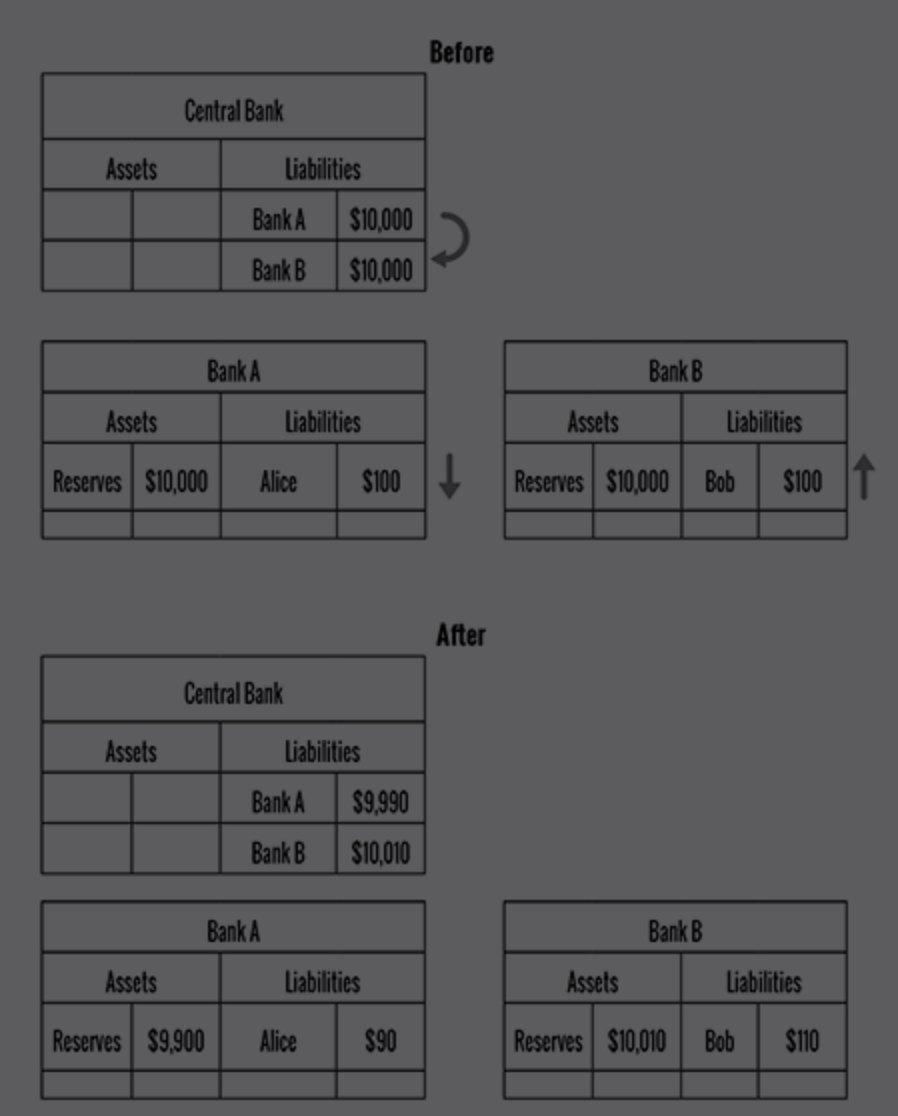 Before
Central Bank
Assets Liabilities
Bank A $10,000
Bank B $10,000
Bank A Bank B
Assets Liabilities Assets Liabilities
Reserves $10,000 Alice $100 Reserves $10,000 Bob $100
After
Central Bank
Assets Liabilities
Bank A $9,990
Bank B $10,010
Bank A Bank B
Assets Liabilities Assets Liabilities
Reserves $9,900 Alice $90 Reserves $10,010 Bob $110